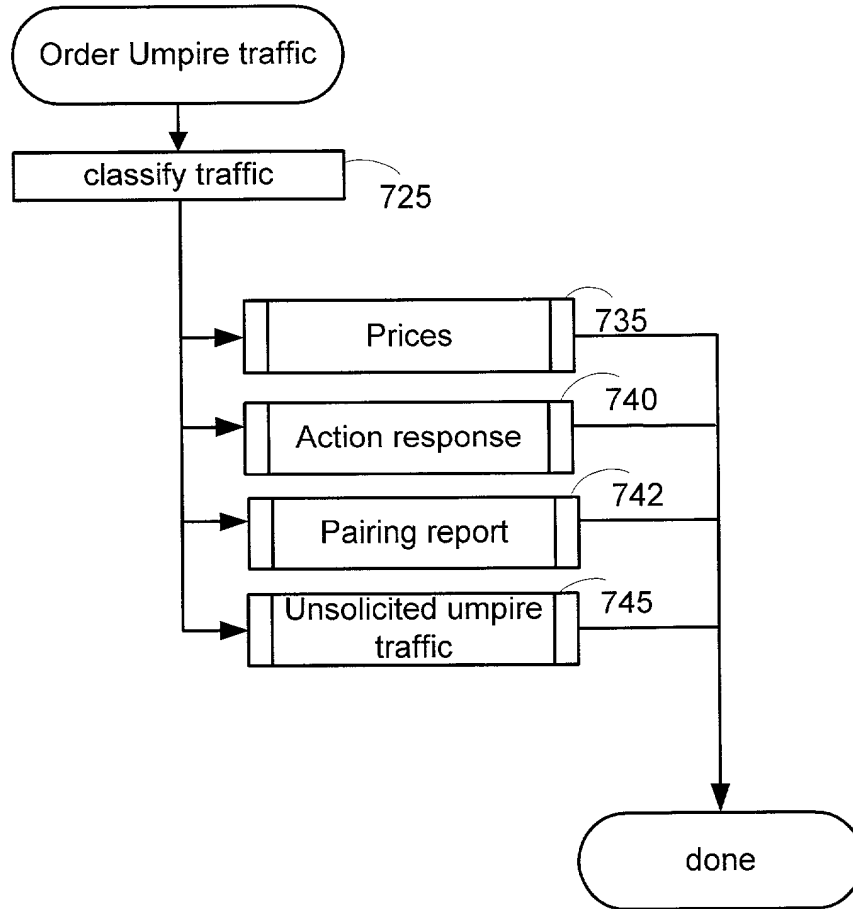 Order Umpire traffic
classify traffic
725
Prices
735
Action response
740
Pairing report
742
Unsolicited umpire
traffic
745
done